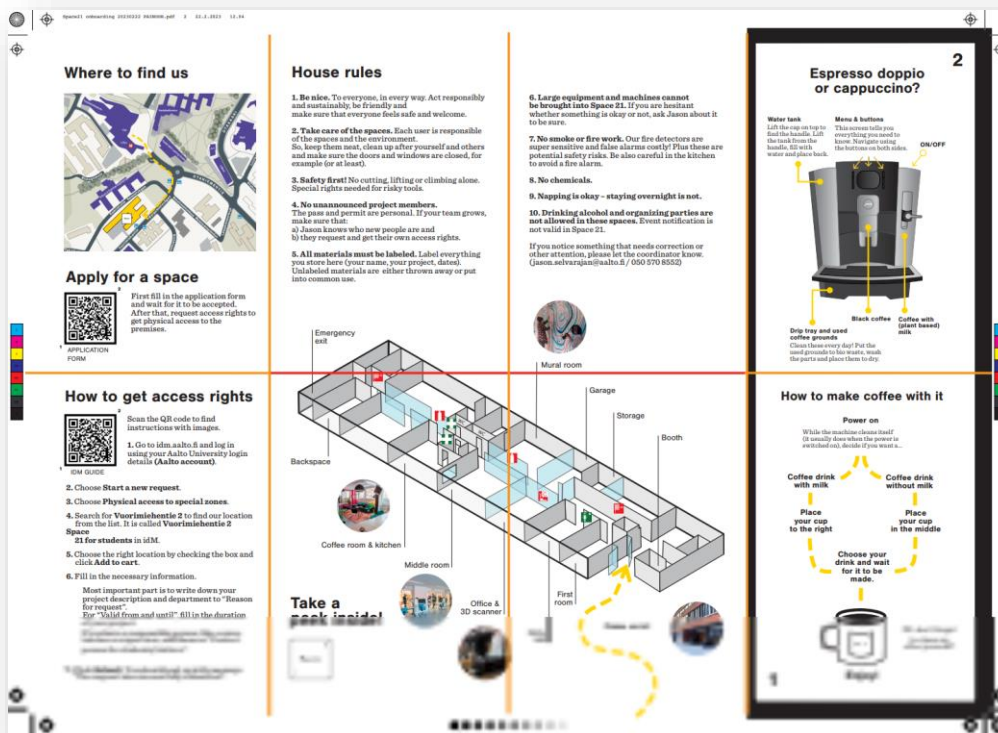 Space21 onboarding 20230222 PAINOON.pdf 2 22.2.2023 12.54
Where to find us
Apply for a space
First fill in the application form
and wait for it to be accepted.
After that, request access rights to
get physical access to the
premises.
APPLICATION
FORM
How to get access rights
Scan the QR code to find
instructions with images.
1. Go to idm.aalto.fi and log in
using your Aalto University login
details (Aalto account).
IDM GUIDE
2. Choose Start a new request.
3. Choose Physical access to special zones.
4. Search for Vuorimiehentie 2 to find our location
from the list. It is called Vuorimiehentie 2
Space
21 for students in idM.
5. Choose the right location by checking the box and
click Add to cart.
6. Fill in the necessary information.
Most important part is to write down your
project description and department to "Reason
for request".
For "Valid from and until" fill in the duration
House rules
1. Be nice. To everyone, in every way. Act responsibly
and sustainably, be friendly and
make sure that everyone feels safe and welcome.
2. Take care of the spaces. Each user is responsible
of the spaces and the environment.
So, keep them neat, clean up after yourself and others
and make sure the doors and windows are closed, for
example (or at least).
3. Safety first! No cutting, lifting or climbing alone.
Special rights needed for risky tools.
4. No unannounced project members.
The pass and permit are personal. If your team grows,
make sure that:
a) Jason knows who new people are and
b) they request and get their own access rights.
5. All materials must be labeled. Label everything
you store here (your name, your project, dates).
Unlabeled materials are either thrown away or put
into common use.
6. Large equipment and machines cannot
be brought into Space 21. If you are hesitant
whether something is okay or not, ask Jason about it
to be sure.
7. No smoke or fire work. Our fire detectors are
super sensitive and false alarms costly! Plus these are
potential safety risks. Be also careful in the kitchen
to avoid a fire alarm.
8. No chemicals.
9. Napping is okay – staying overnight is not.
10. Drinking alcohol and organizing parties are
not allowed in these spaces. Event notification is
not valid in Space 21.
If you notice something that needs correction or
other attention, please let the coordinator know.
(jason.selvarajan@aalto.fi / 050 570 8552)
Emergency
exit
Mural room
Garage
Storage
Booth
Backspace
Coffee room & kitchen
Middle room
Office &
3D scanner
First
room
Take a
peek inside!
2
Espresso doppio
or cappuccino?
Water tank
Lift the cap on top to
find the handle. Lift
the tank from the
handle, fill with
water and place back.
Menu & buttons
This screen tells you
everything you need to
know. Navigate using
the buttons on both sides.
ON/OFF
Black coffee
Coffee with
(plant based)
milk
Drip tray and used
coffee grounds
Clean these every day! Put the
used grounds to bio waste, wash
the parts and place them to dry.
How to make coffee with it
Power on
While the machine cleans itself
(it usually does when the power is
switched on), decide if you want a...
Coffee drink
with milk
Coffee drink
without milk
Place
your cup
to the right
Place
your cup
in the middle
Choose your
drink and wait
for it to be
made.
Enjoy!
1